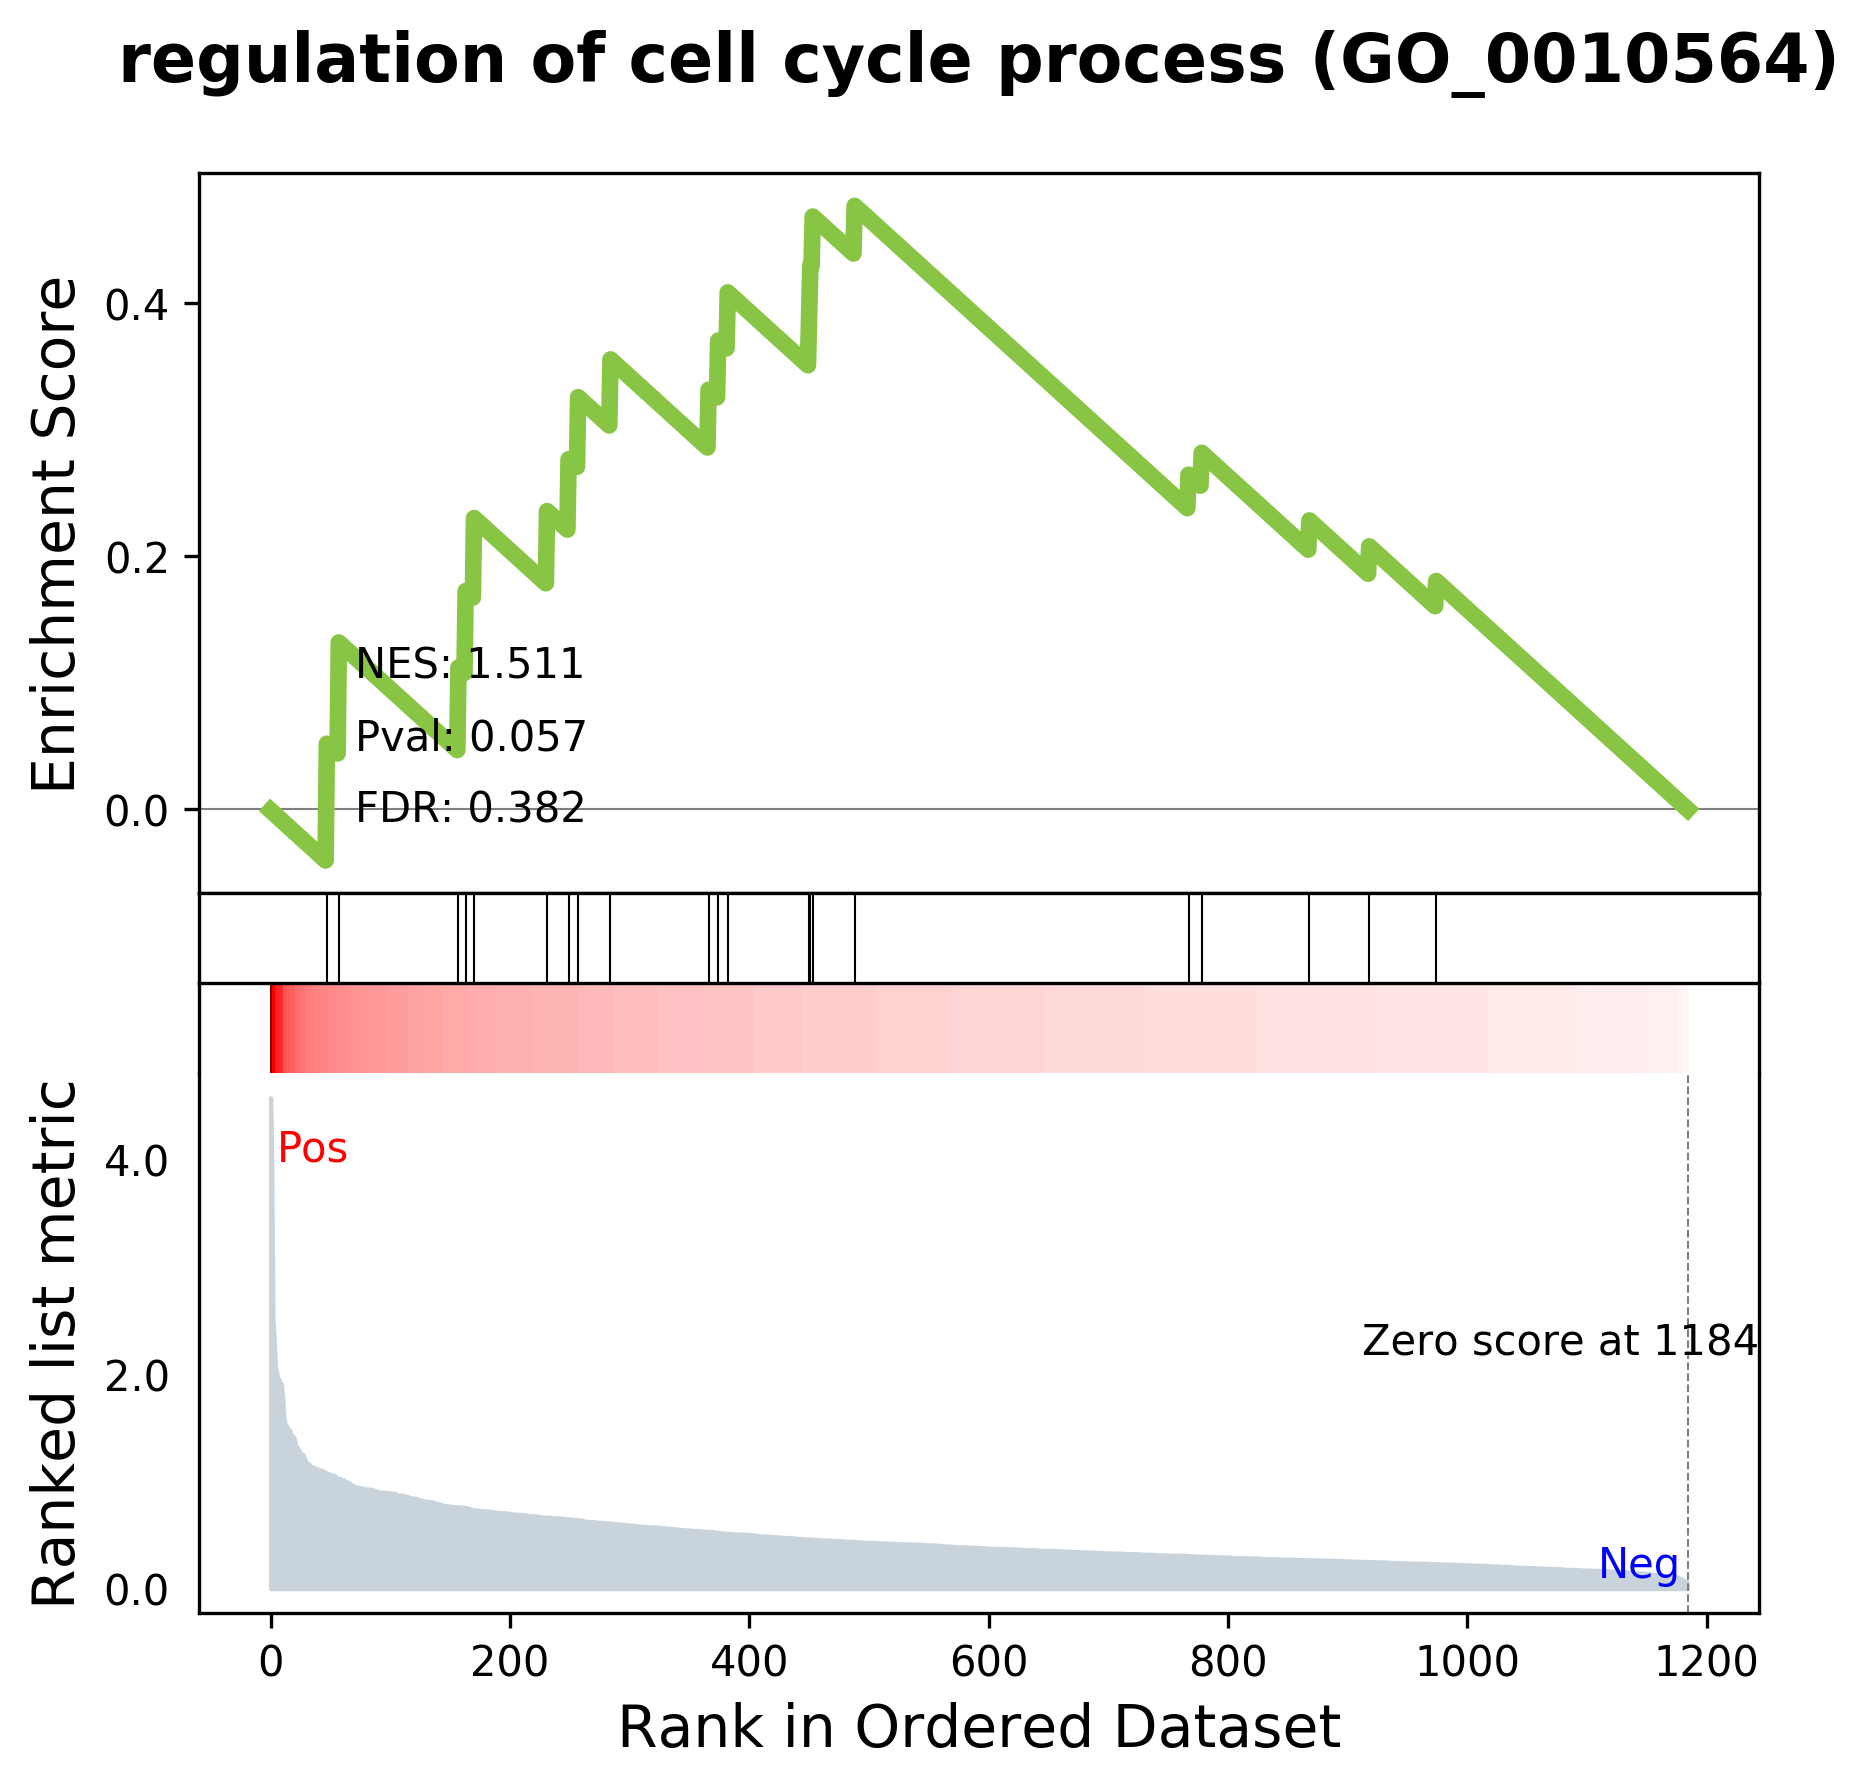 regulation of cell cycle process (GO_0010564)
Enrichment Score
0.4
0.2
0.0
NES: 1.511
Pval: 0.057
FDR: 0.382
Ranked list metric
4.0
2.0
0.0
Pos
Zero score at 1184
Neg
0 200 400 600 800 1000 1200
Rank in Ordered Dataset